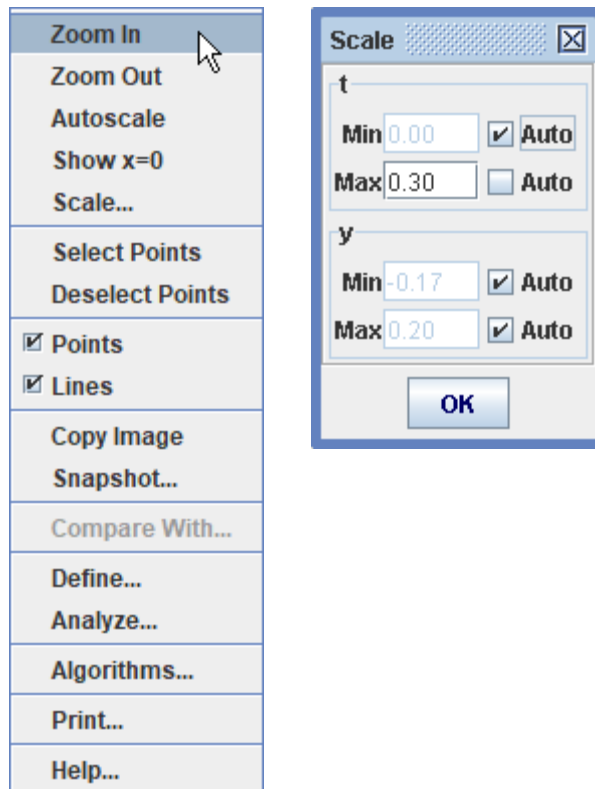 Zoom In
Zoom Out
Autoscale
Show x=0
Scale...
Select Points
Deselect Points
Points
Lines
Copy Image
Snapshot...
Compare With...
Define...
Analyze...
Algorithms...
Print...
Help...
Scale
t
Min 0.00 Auto
Max 0.30 Auto
y
Min -0.17 Auto
Max 0.20 Auto
OK